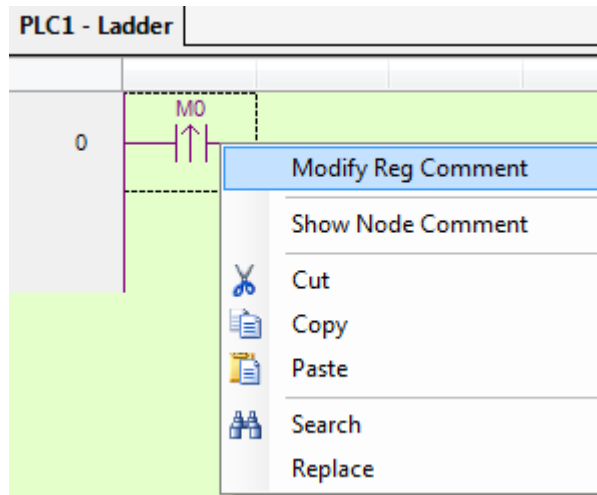 PLC1 - Ladder
M0
0
Modify Reg Comment
Show Node Comment
Cut
Copy
Paste
Search
Replace